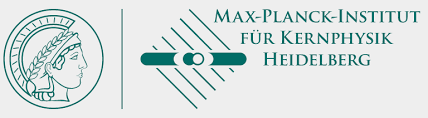 MAX-PLANCK-INSTITUT
FÜR KERNPHYSIK
HEIDELBERG